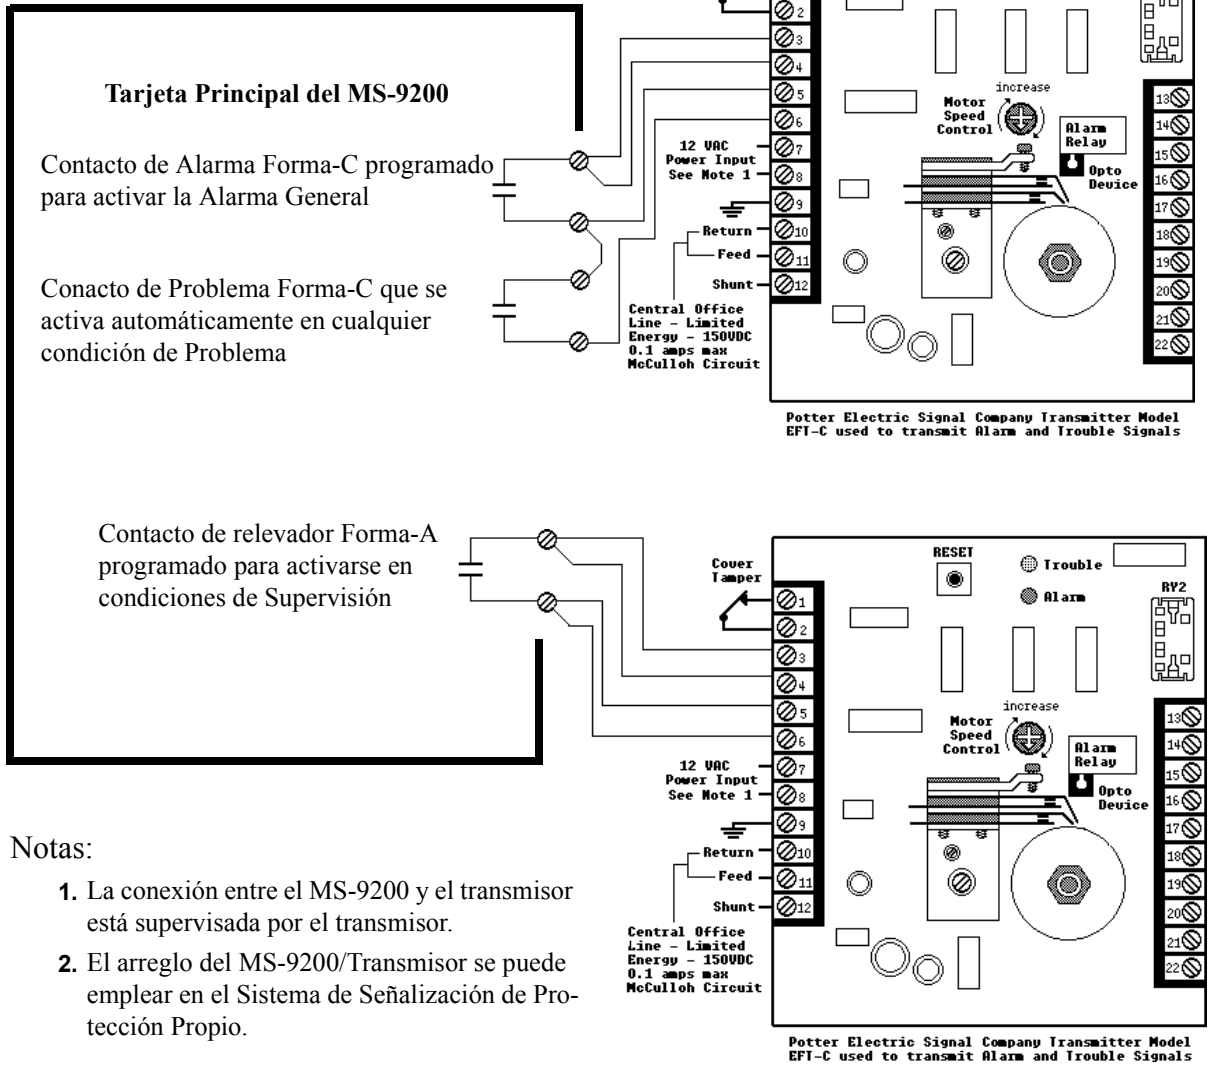 2
3
4
5
6
7
8
9
10
11
12
Tarjeta Principal del MS-9200
Contacto de Alarma Forma-C programado
para activar la Alarma General
Conacto de Problema Forma-C que se
activa automáticamente en cualquier
condición de Problema
12 VAC
Power Input
See Note 1
Return
Feed
Shunt
Central Office
Line - Limited
Energy - 150VDC
0.1 amps max
McCulloh Circuit
increase
Motor
Speed
Control
Alarm
Relay
Opto
Device
13
14
15
16
17
18
19
20
21
22
Potter Electric Signal Company Transmitter Model
EFT-C used to transmit Alarm and Trouble Signals
Contacto de relevador Forma-A
programado para activarse en
condiciones de Supervisión
Cover
Tamper
RESET
Trouble
Alarm
RY2
1
2
3
4
5
6
7
8
9
10
11
12
increase
Motor
Speed
Control
Alarm
Relay
Opto
Device
12 VAC
Power Input
See Note 1
Return
Feed
Shunt
Central Office
Line - Limited
Energy - 150VDC
0.1 amps max
McCulloh Circuit
13
14
15
16
17
18
19
20
21
22
Potter Electric Signal Company Transmitter Model
EFT-C used to transmit Alarm and Trouble Signals
Notas:
1. La conexión entre el MS-9200 y el transmisor
está supervisada por el transmisor.
2. El arreglo del MS-9200/Transmisor se puede
emplear en el Sistema de Señalización de Pro-
tección Propio.